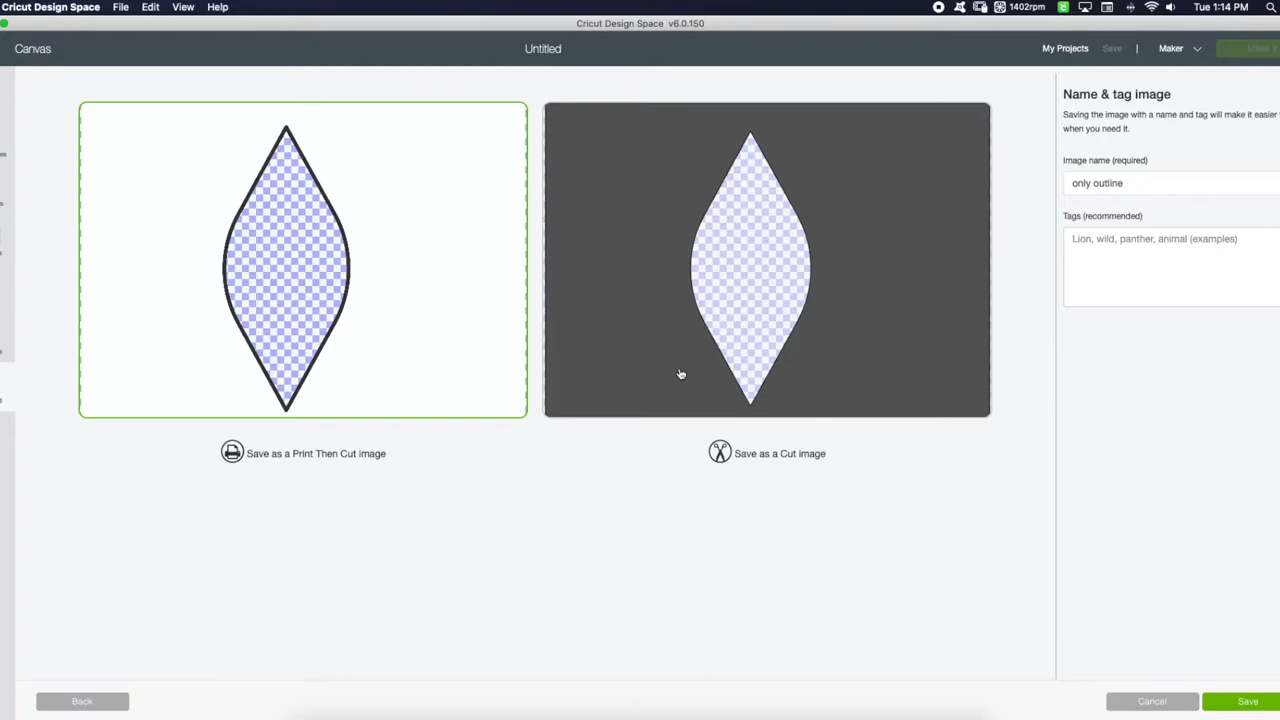 Cricut Design Space File Edit View Help 1402rpm Tue 1:14 PM
Cricut Design Space v6.0.150
Canvas Untitled My Projects Save | Maker Make It
Name & tag image
Saving the image with a name and tag will make it easier
when you need it.
Image name (required)
only outline
Tags (recommended)
Lion, wild, panther, animal (examples)
Save as a Print Then Cut image Save as a Cut image
Back Cancel Save